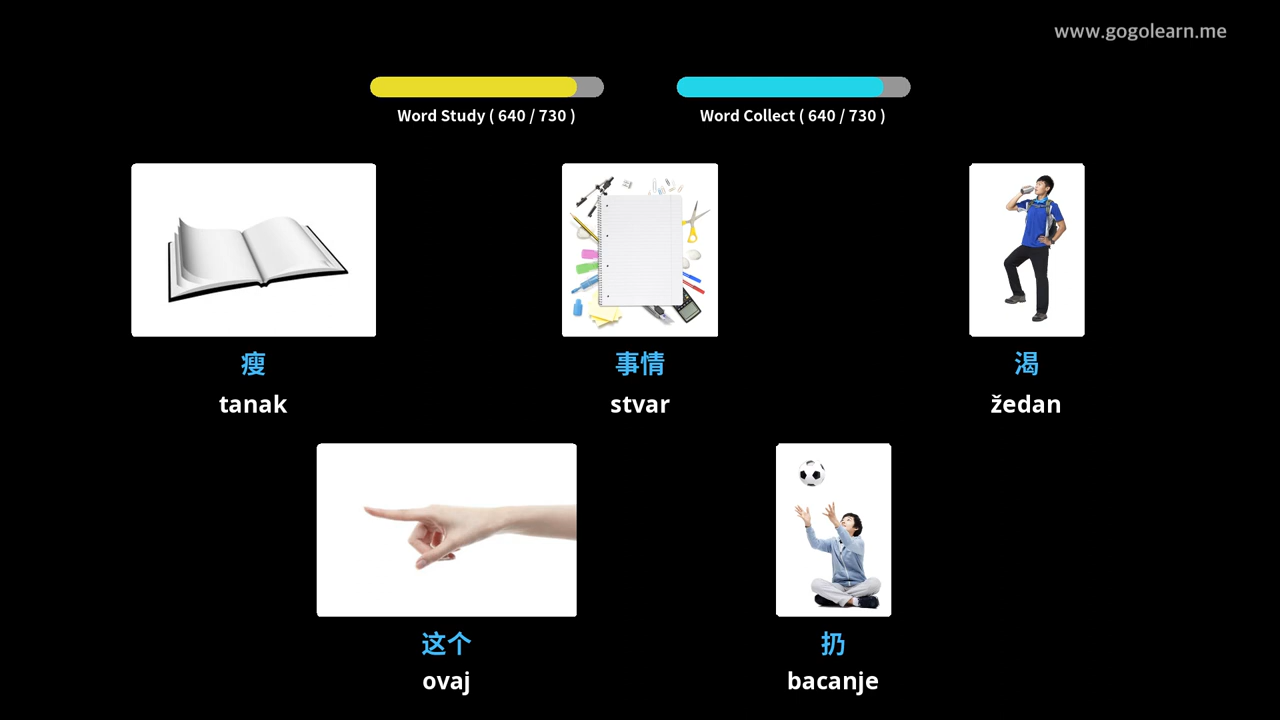 www.gogolearn.me
Word Study ( 640 / 730 )
Word Collect ( 640 / 730 )
瘦
tanak
事情
stvar
渴
žedan
这个
ovaj
扔
bacanje